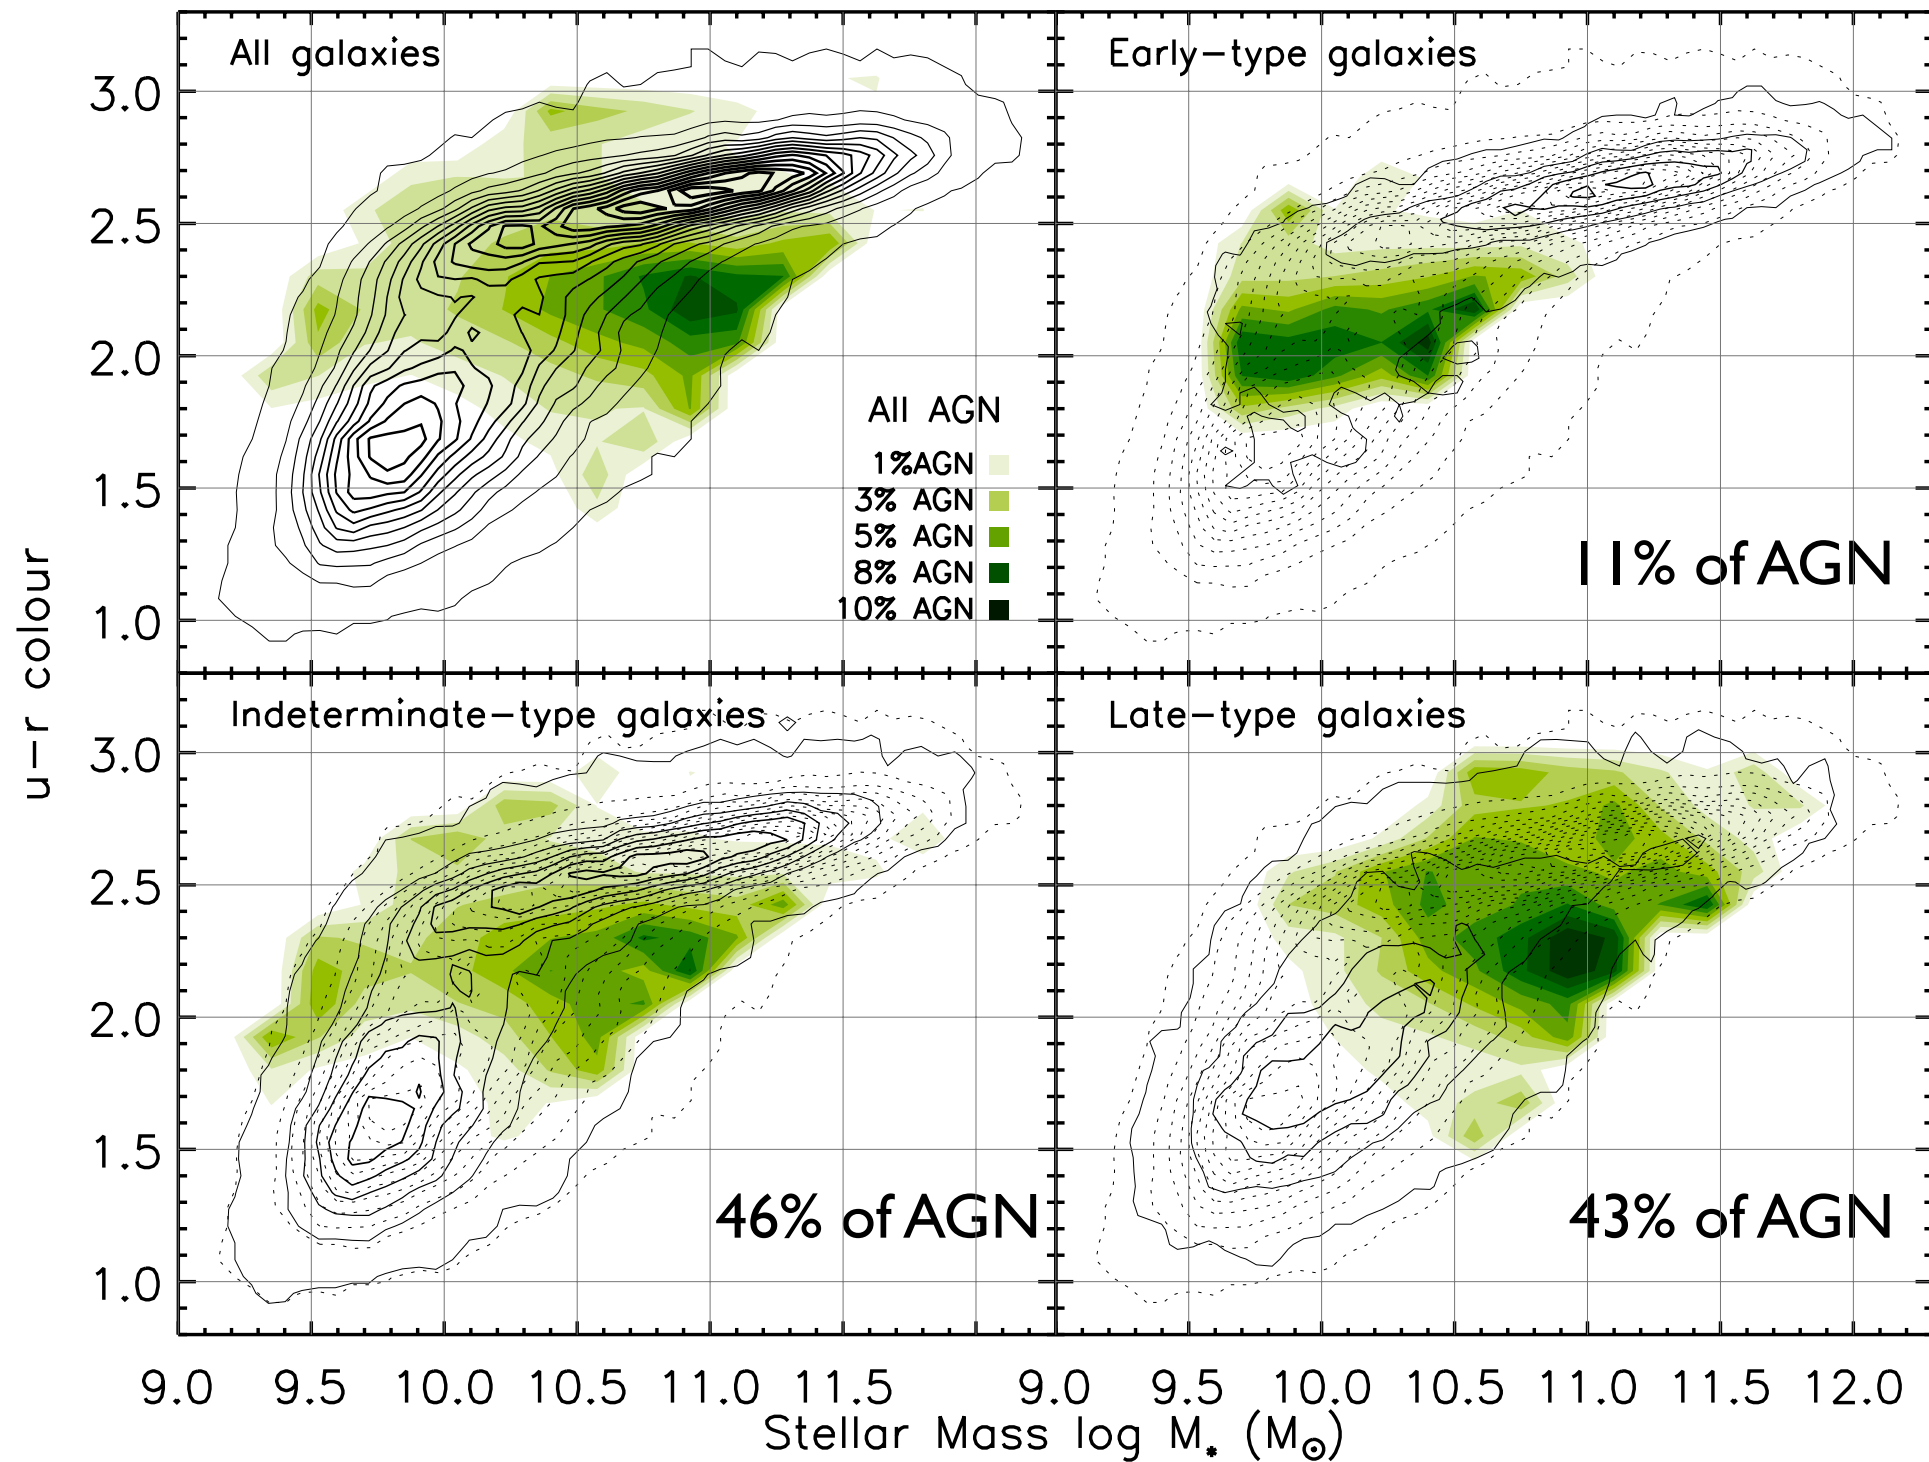 All galaxies
Early-type galaxies
3.0
2.5
2.0
1.5
1.0
All AGN
1%AGN
3% AGN
5% AGN
8% AGN
10% AGN
11% of AGN
u-r colour
Indeterminate-type galaxies
Late-type galaxies
3.0
2.5
2.0
1.5
1.0
46% of AGN
43% of AGN
9.0 9.5 10.0 10.5 11.0 11.5 9.0 9.5 10.0 10.5 11.0 11.5 12.0
Stellar Mass log M* (M⊙)